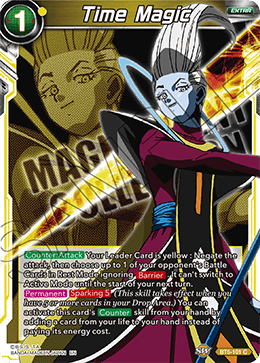 1
Time Magic
EXTRA
Counter: Attack Your Leader Card is yellow : Negate the
attack, then choose up to 1 of your opponent's Battle
Cards in Rest Mode ignoring Barrier. It can't switch to
Active Mode until the start of your next turn.
Permanent Sparking 5 (This skill takes effect when you
have 5 or more cards in your Drop Area.) You can
activate this card's Counter skill from your hand by
adding a card from your life to your hand instead of
paying its energy cost.
BANDAI
BT5-101 C